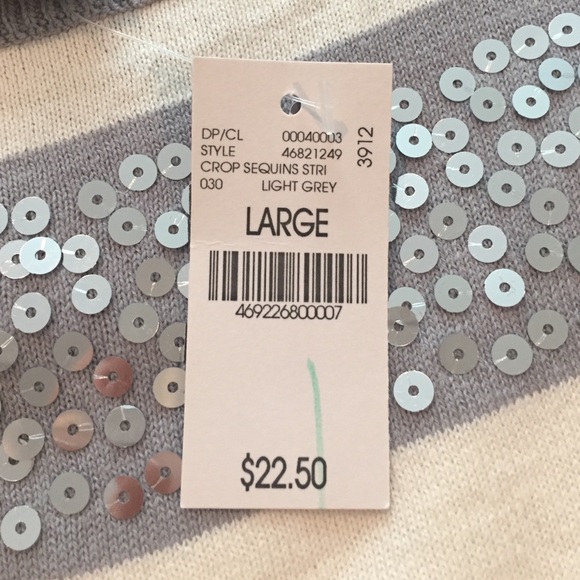 DP/CL 00040003
STYLE 46821249
CROP SEQUINS STRI
030 LIGHT GREY
3912
LARGE
469226800007
$22.50